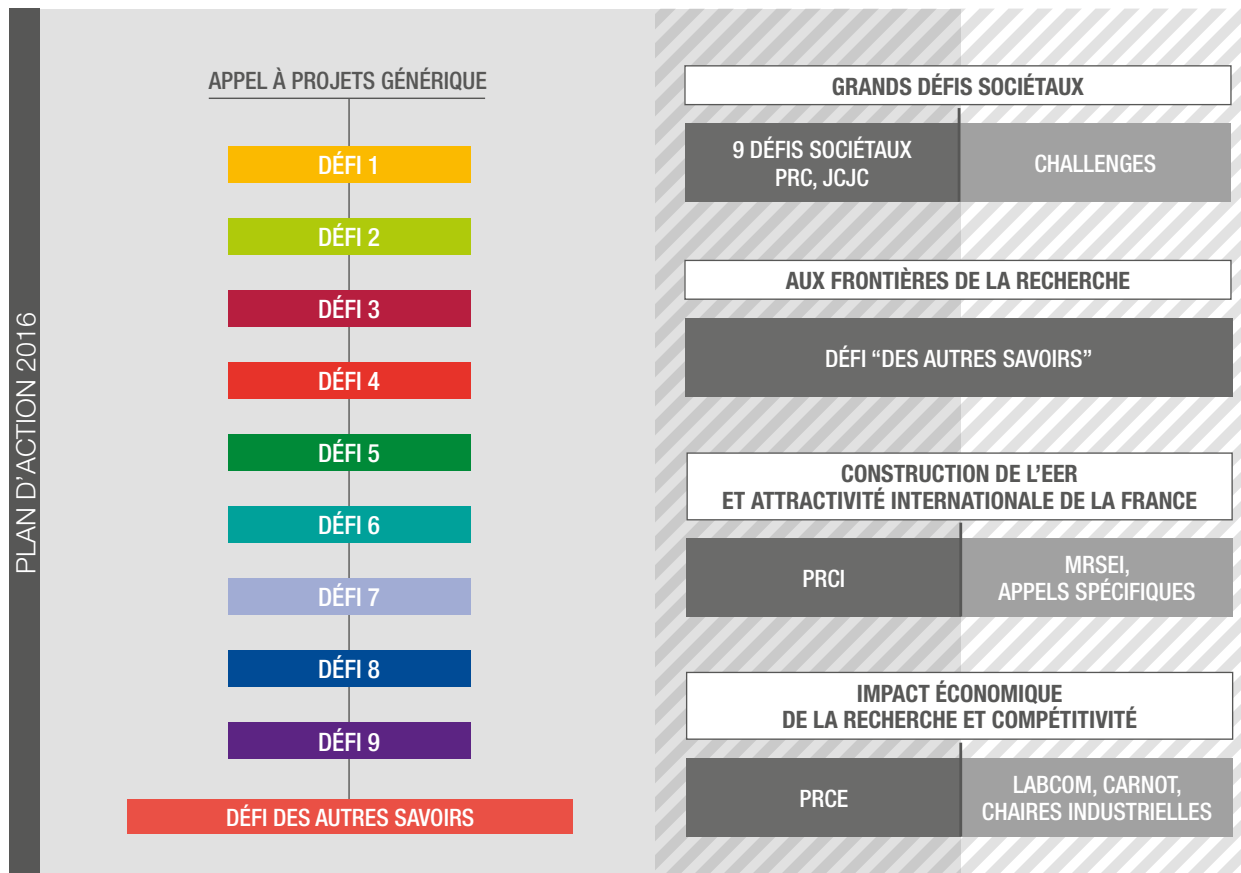 PLAN D'ACTION 2016
APPEL À PROJETS GÉNÉRIQUE
DÉFI 1
DÉFI 2
DÉFI 3
DÉFI 4
DÉFI 5
DÉFI 6
DÉFI 7
DÉFI 8
DÉFI 9
DÉFI DES AUTRES SAVOIRS
GRANDS DÉFIS SOCIÉTAUX
9 DÉFIS SOCIÉTAUX
PRC, JCJC
CHALLENGES
AUX FRONTIÈRES DE LA RECHERCHE
DÉFI “DES AUTRES SAVOIRS”
CONSTRUCTION DE L’EER
ET ATTRACTIVITÉ INTERNATIONALE DE LA FRANCE
PRCI
MRSEI,
APPELS SPÉCIFIQUES
IMPACT ÉCONOMIQUE
DE LA RECHERCHE ET COMPÉTITIVITÉ
PRCE
LABCOM, CARNOT,
CHAIRES INDUSTRIELLES